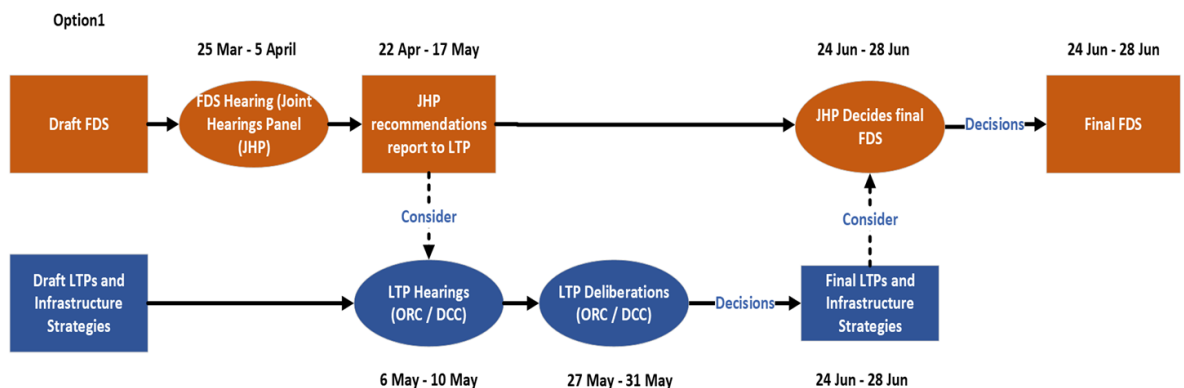 Option1
25 Mar - 5 April
22 Apr - 17 May
24 Jun - 28 Jun
24 Jun - 28 Jun
Draft FDS
FDS Hearing (Joint
Hearings Panel
(JHP)
JHP
recommendations
report to LTP
JHP Decides final
FDS
Decisions
Final FDS
Consider
Consider
Draft LTPs and
Infrastructure
Strategies
LTP Hearings
(ORC / DCC)
LTP Deliberations
(ORC / DCC)
Decisions
Final LTPs and
Infrastructure
Strategies
6 May - 10 May
27 May - 31 May
24 Jun - 28 Jun